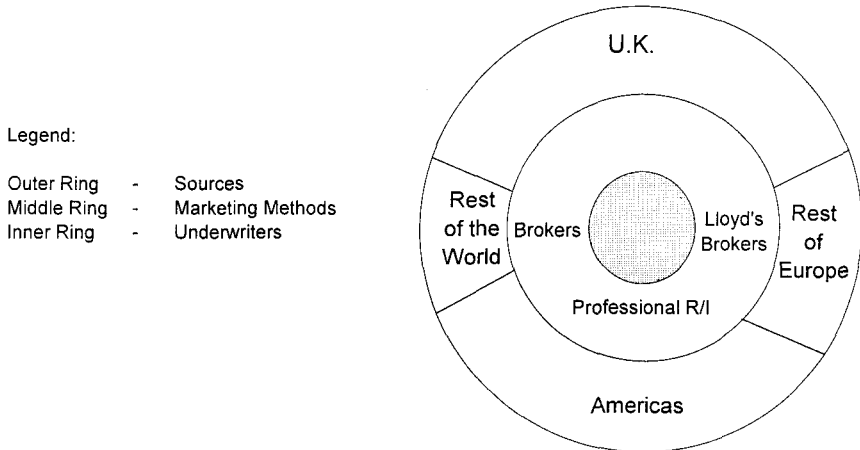 Legend:
Outer Ring - Sources
Middle Ring - Marketing Methods
Inner Ring - Underwriters
U.K.
Rest
of the
World
Brokers
Lloyd's
Brokers
Rest
of
Europe
Professional R/I
Americas